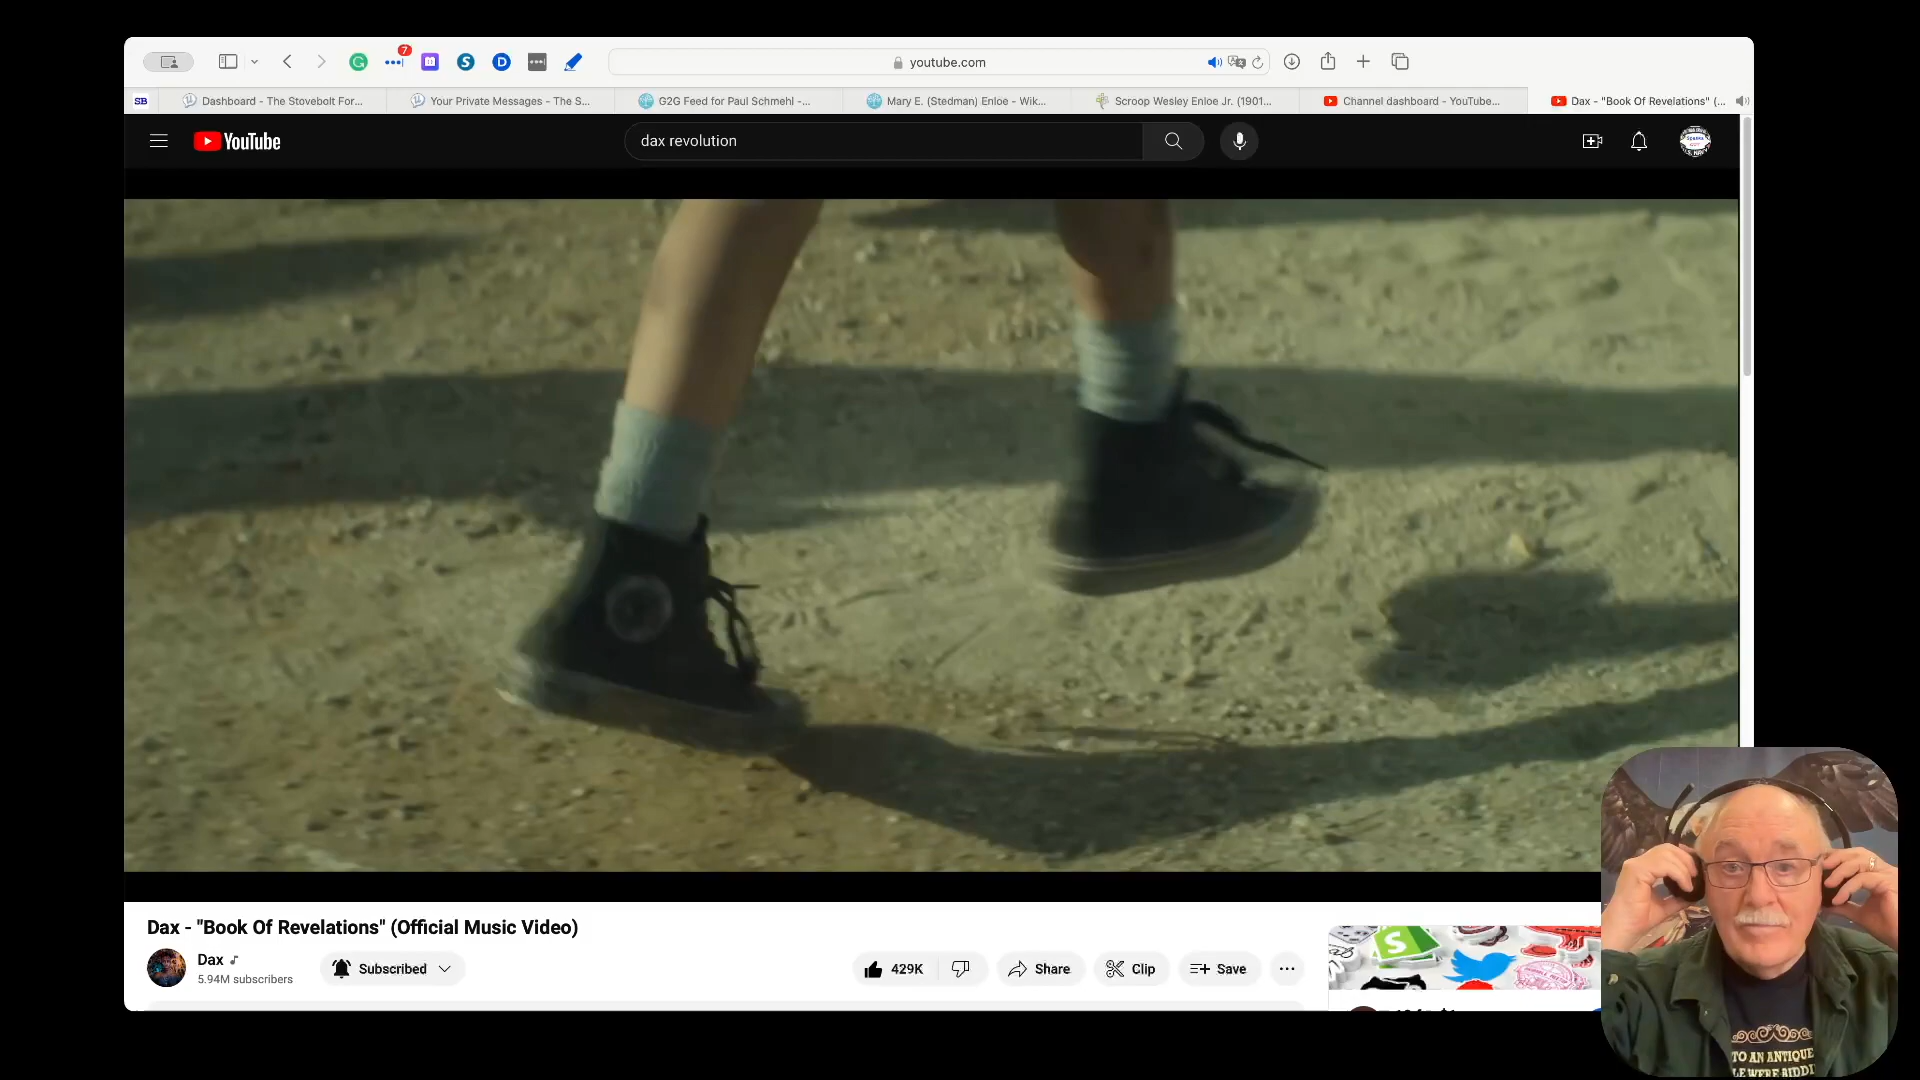 7
youtube.com
SB
Dashboard - The Stovebolt For...
Your Private Messages - The S...
G2G Feed for Paul Schmehl -...
Mary E. (Stedman) Enloe - Wik...
Scroop Wesley Enloe Jr. (1901...
Channel dashboard - YouTube...
Dax - "Book Of Revelations" (...
YouTube
dax revolution
Dax - "Book Of Revelations" (Official Music Video)
Dax
5.94M subscribers
Subscribed
429K
Share
Clip
Save
S
TO AN ANTIQUE